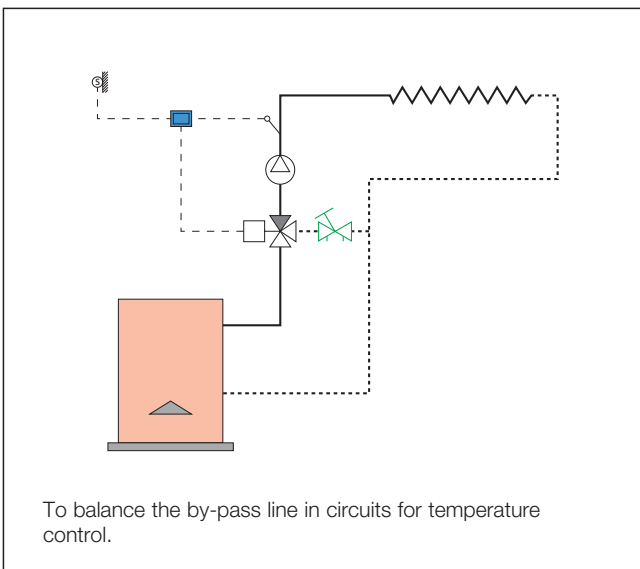 S
To balance the by-pass line in circuits for temperature
control.